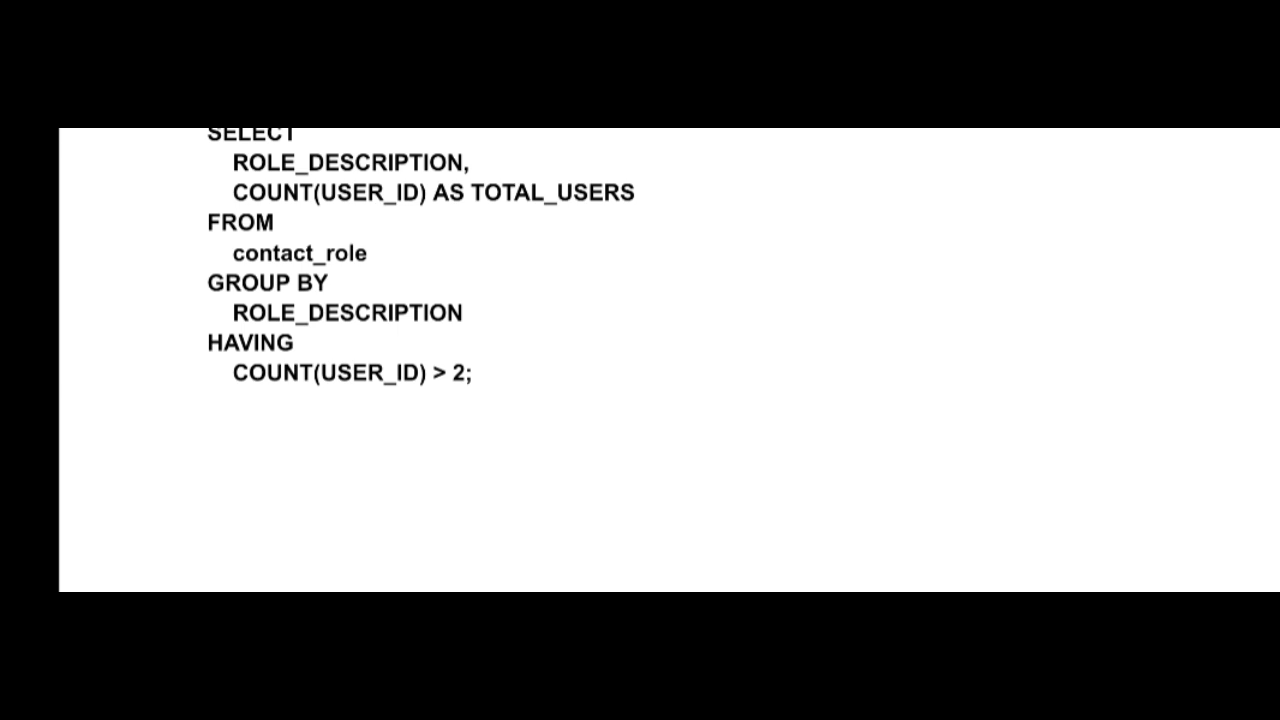 SELECT
ROLE_DESCRIPTION,
COUNT(USER_ID) AS TOTAL_USERS
FROM
contact_role
GROUP BY
ROLE_DESCRIPTION
HAVING
COUNT(USER_ID) > 2;